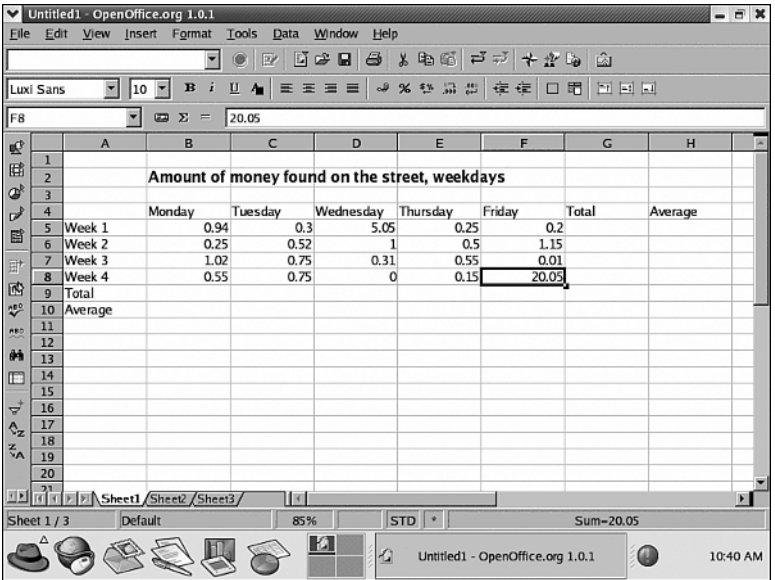 Untitled1 - OpenOffice.org 1.0.1
File Edit View Insert Format Tools Data Window Help
Luxi Sans 10 B i U A
F8 Σ = 20.05
A B C D E F G H
1
2 Amount of money found on the street, weekdays
3
4 Monday Tuesday Wednesday Thursday Friday Total Average
5 Week 1 0.94 0.3 5.05 0.25 0.2
6 Week 2 0.25 0.52 1 0.5 1.15
7 Week 3 1.02 0.75 0.31 0.55 0.01
8 Week 4 0.55 0.75 0 0.15 20.05
9 Total
10 Average
11
12
13
14
15
16
17
18
19
20
21
Sheet1 Sheet2 Sheet3
Sheet 1 / 3 Default 85% STD * Sum=20.05
Untitled1 - OpenOffice.org 1.0.1 10:40 AM